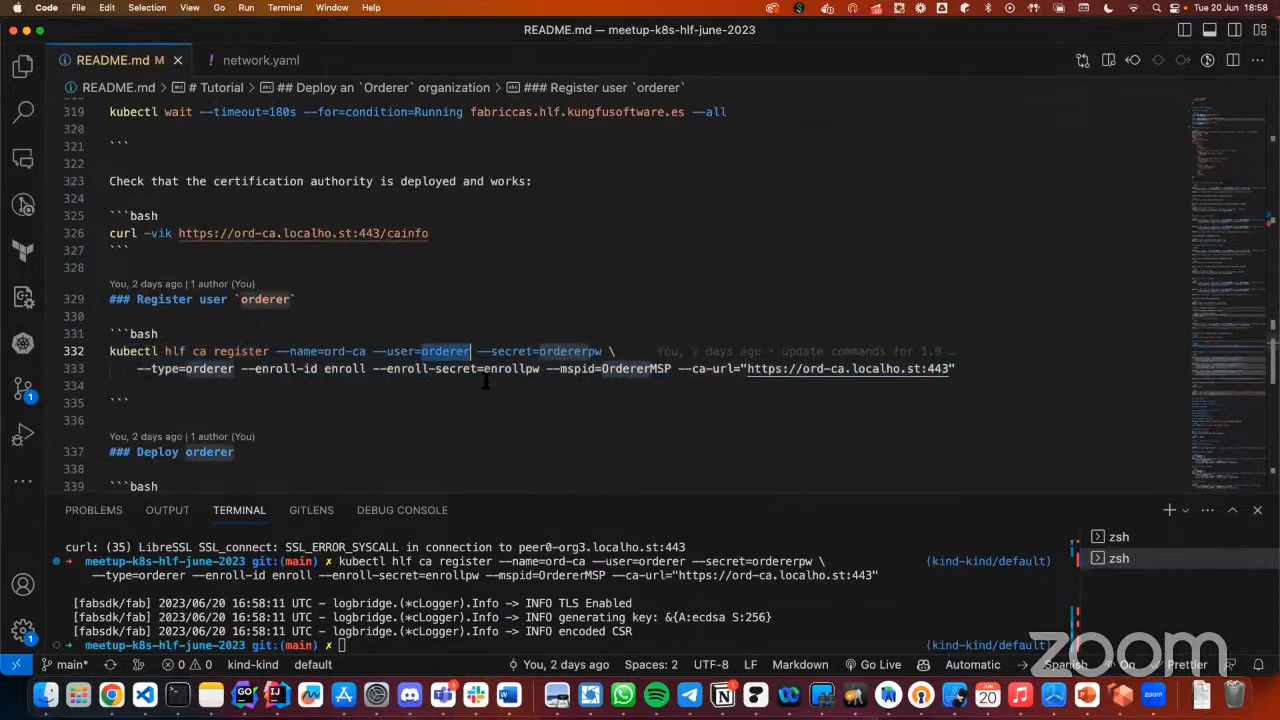 Code File Edit Selection View Go Run Terminal Window Help Tue 20 Jun 18:58
README.md — meetup-k8s-hlf-june-2023
README.md M network.yaml
README.md > # Tutorial > ## Deploy an `Orderer` organization > ### Register user `orderer`
319 kubectl wait --timeout=180s --for=condition=Running fabriccas.hlf.kungfusoftware.es --all
320
321 ```
322
323 Check that the certification authority is deployed and works:
324
325 ```bash
326 curl -vik https://ord-ca.localho.st:443/cainfo
327 ```
328
You, 2 days ago | 1 author (You)
329 ### Register user `orderer`
330
331 ```bash
332 kubectl hlf ca register --name=ord-ca --user=orderer --secret=ordererpw \ You, 2 days ago • update commands for 1.9 …
333 --type=orderer --enroll-id enroll --enroll-secret=enrollpw --mspid=OrdererMSP --ca-url="https://ord-ca.localho.st:443"
334
335 ```
336
You, 2 days ago | 1 author (You)
337 ### Deploy orderer
338
339 ```bash
PROBLEMS OUTPUT TERMINAL GITLENS DEBUG CONSOLE
zsh
zsh
curl: (35) LibreSSL SSL_connect: SSL_ERROR_SYSCALL in connection to peer0-org3.localho.st:443
→ meetup-k8s-hlf-june-2023 git:(main) ✗ kubectl hlf ca register --name=ord-ca --user=orderer --secret=ordererpw \ (kind-kind/default)
--type=orderer --enroll-id enroll --enroll-secret=enrollpw --mspid=OrdererMSP --ca-url="https://ord-ca.localho.st:443"
[fabsdk/fab] 2023/06/20 16:58:11 UTC - logbridge.(*cLogger).Info -> INFO TLS Enabled
[fabsdk/fab] 2023/06/20 16:58:11 UTC - logbridge.(*cLogger).Info -> INFO generating key: &{A:ecdsa S:256}
[fabsdk/fab] 2023/06/20 16:58:11 UTC - logbridge.(*cLogger).Info -> INFO encoded CSR
→ meetup-k8s-hlf-june-2023 git:(main) ✗ (kind-kind/default)
main* 0 0 kind-kind default You, 2 days ago Spaces: 2 UTF-8 LF Markdown Go Live Automatic → Spanish On Prettier
zoom